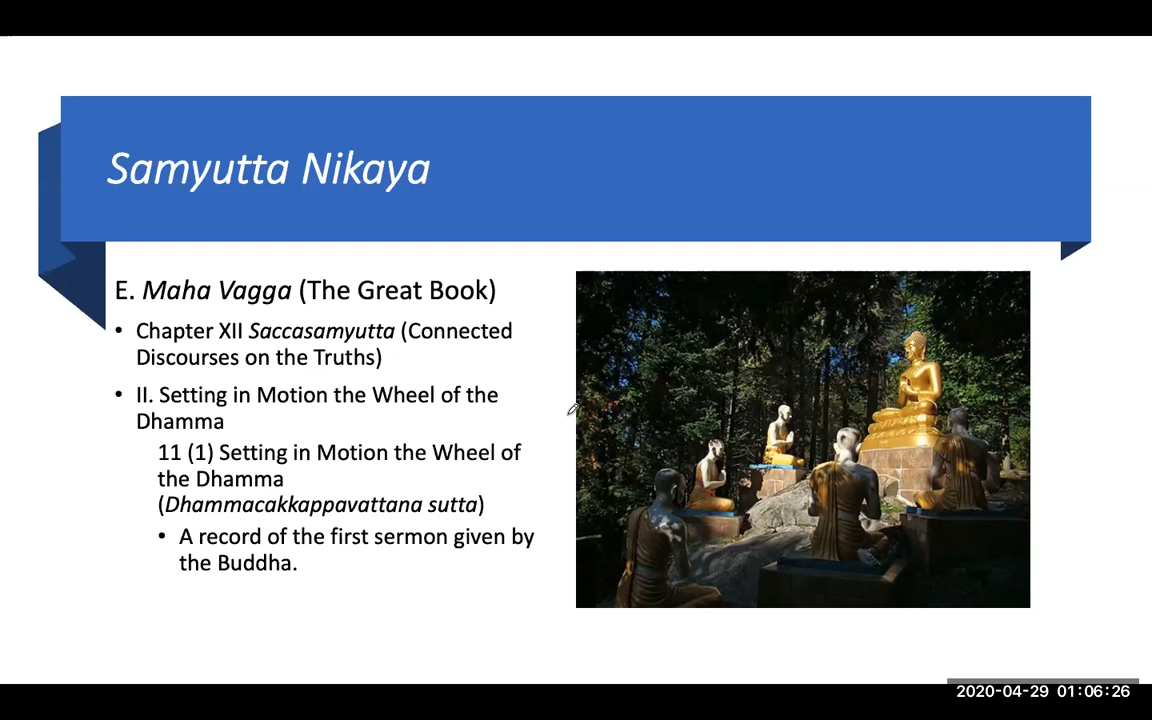 Samyutta Nikaya
E. Maha Vagga (The Great Book)
• Chapter XII Saccasamyutta (Connected
Discourses on the Truths)
• II. Setting in Motion the Wheel of the
Dhamma
11 (1) Setting in Motion the Wheel of
the Dhamma
(Dhammacakkappavattana sutta)
• A record of the first sermon given by
the Buddha.
2020-04-29 01:06:26